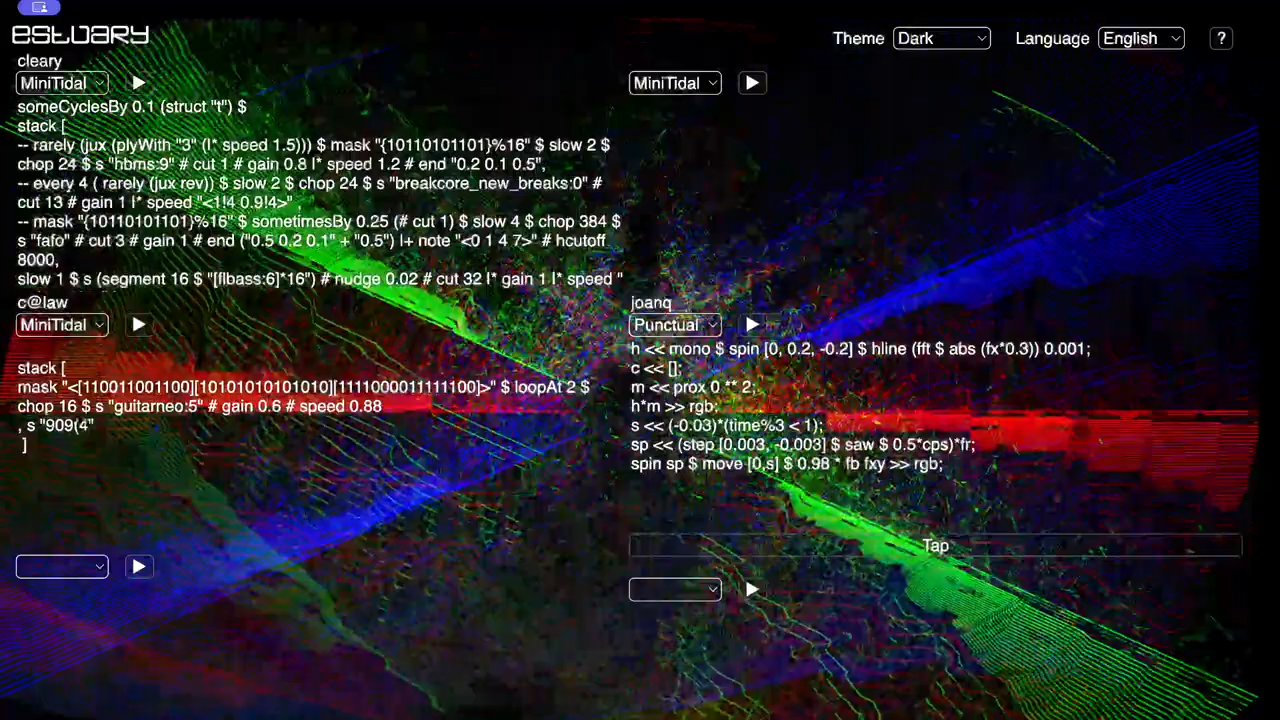 ESTUARY
Theme Dark Language English ?
cleary
MiniTidal
someCyclesBy 0.1 (struct "t") $
stack [
-- rarely (jux (plyWith "3" (|* speed 1.5))) $ mask "{10110101101}%16" $ slow 2 $
chop 24 $ s "hbms:9" # cut 1 # gain 0.8 |* speed 1.2 # end "0.2 0.1 0.5",
-- every 4 ( rarely (jux rev)) $ slow 2 $ chop 24 $ s "breakcore_new_breaks:0" #
cut 13 # gain 1 |* speed "<1!4 0.9!4>" ,
-- mask "{10110101101}%16" $ sometimesBy 0.25 (# cut 1) $ slow 4 $ chop 384 $
s "fafo" # cut 3 # gain 1 # end ("0.5 0.2 0.1" + "0.5") |+ note "<0 1 4 7>" # hcutoff
8000,
slow 1 $ s (segment 16 $ "[flbass:6]*16") # nudge 0.02 # cut 32 |* gain 1 |* speed "
c@law
MiniTidal
stack [
mask "<[110011001100][10101010101010][1111000011111100]>" $ loopAt 2 $
chop 16 $ s "guitarneo:5" # gain 0.6 # speed 0.88
, s "909(4"
]
MiniTidal
joanq
Punctual
h << mono $ spin [0, 0.2, -0.2] $ hline (fft $ abs (fx*0.3)) 0.001;
c << [];
m << prox 0 ** 2;
h*m >> rgb;
s << (-0.03)*(time%3 < 1);
sp << (step [0.003, -0.003] $ saw $ 0.5*cps)*fr;
spin sp $ move [0,s] $ 0.98 * fb fxy >> rgb;
Tap